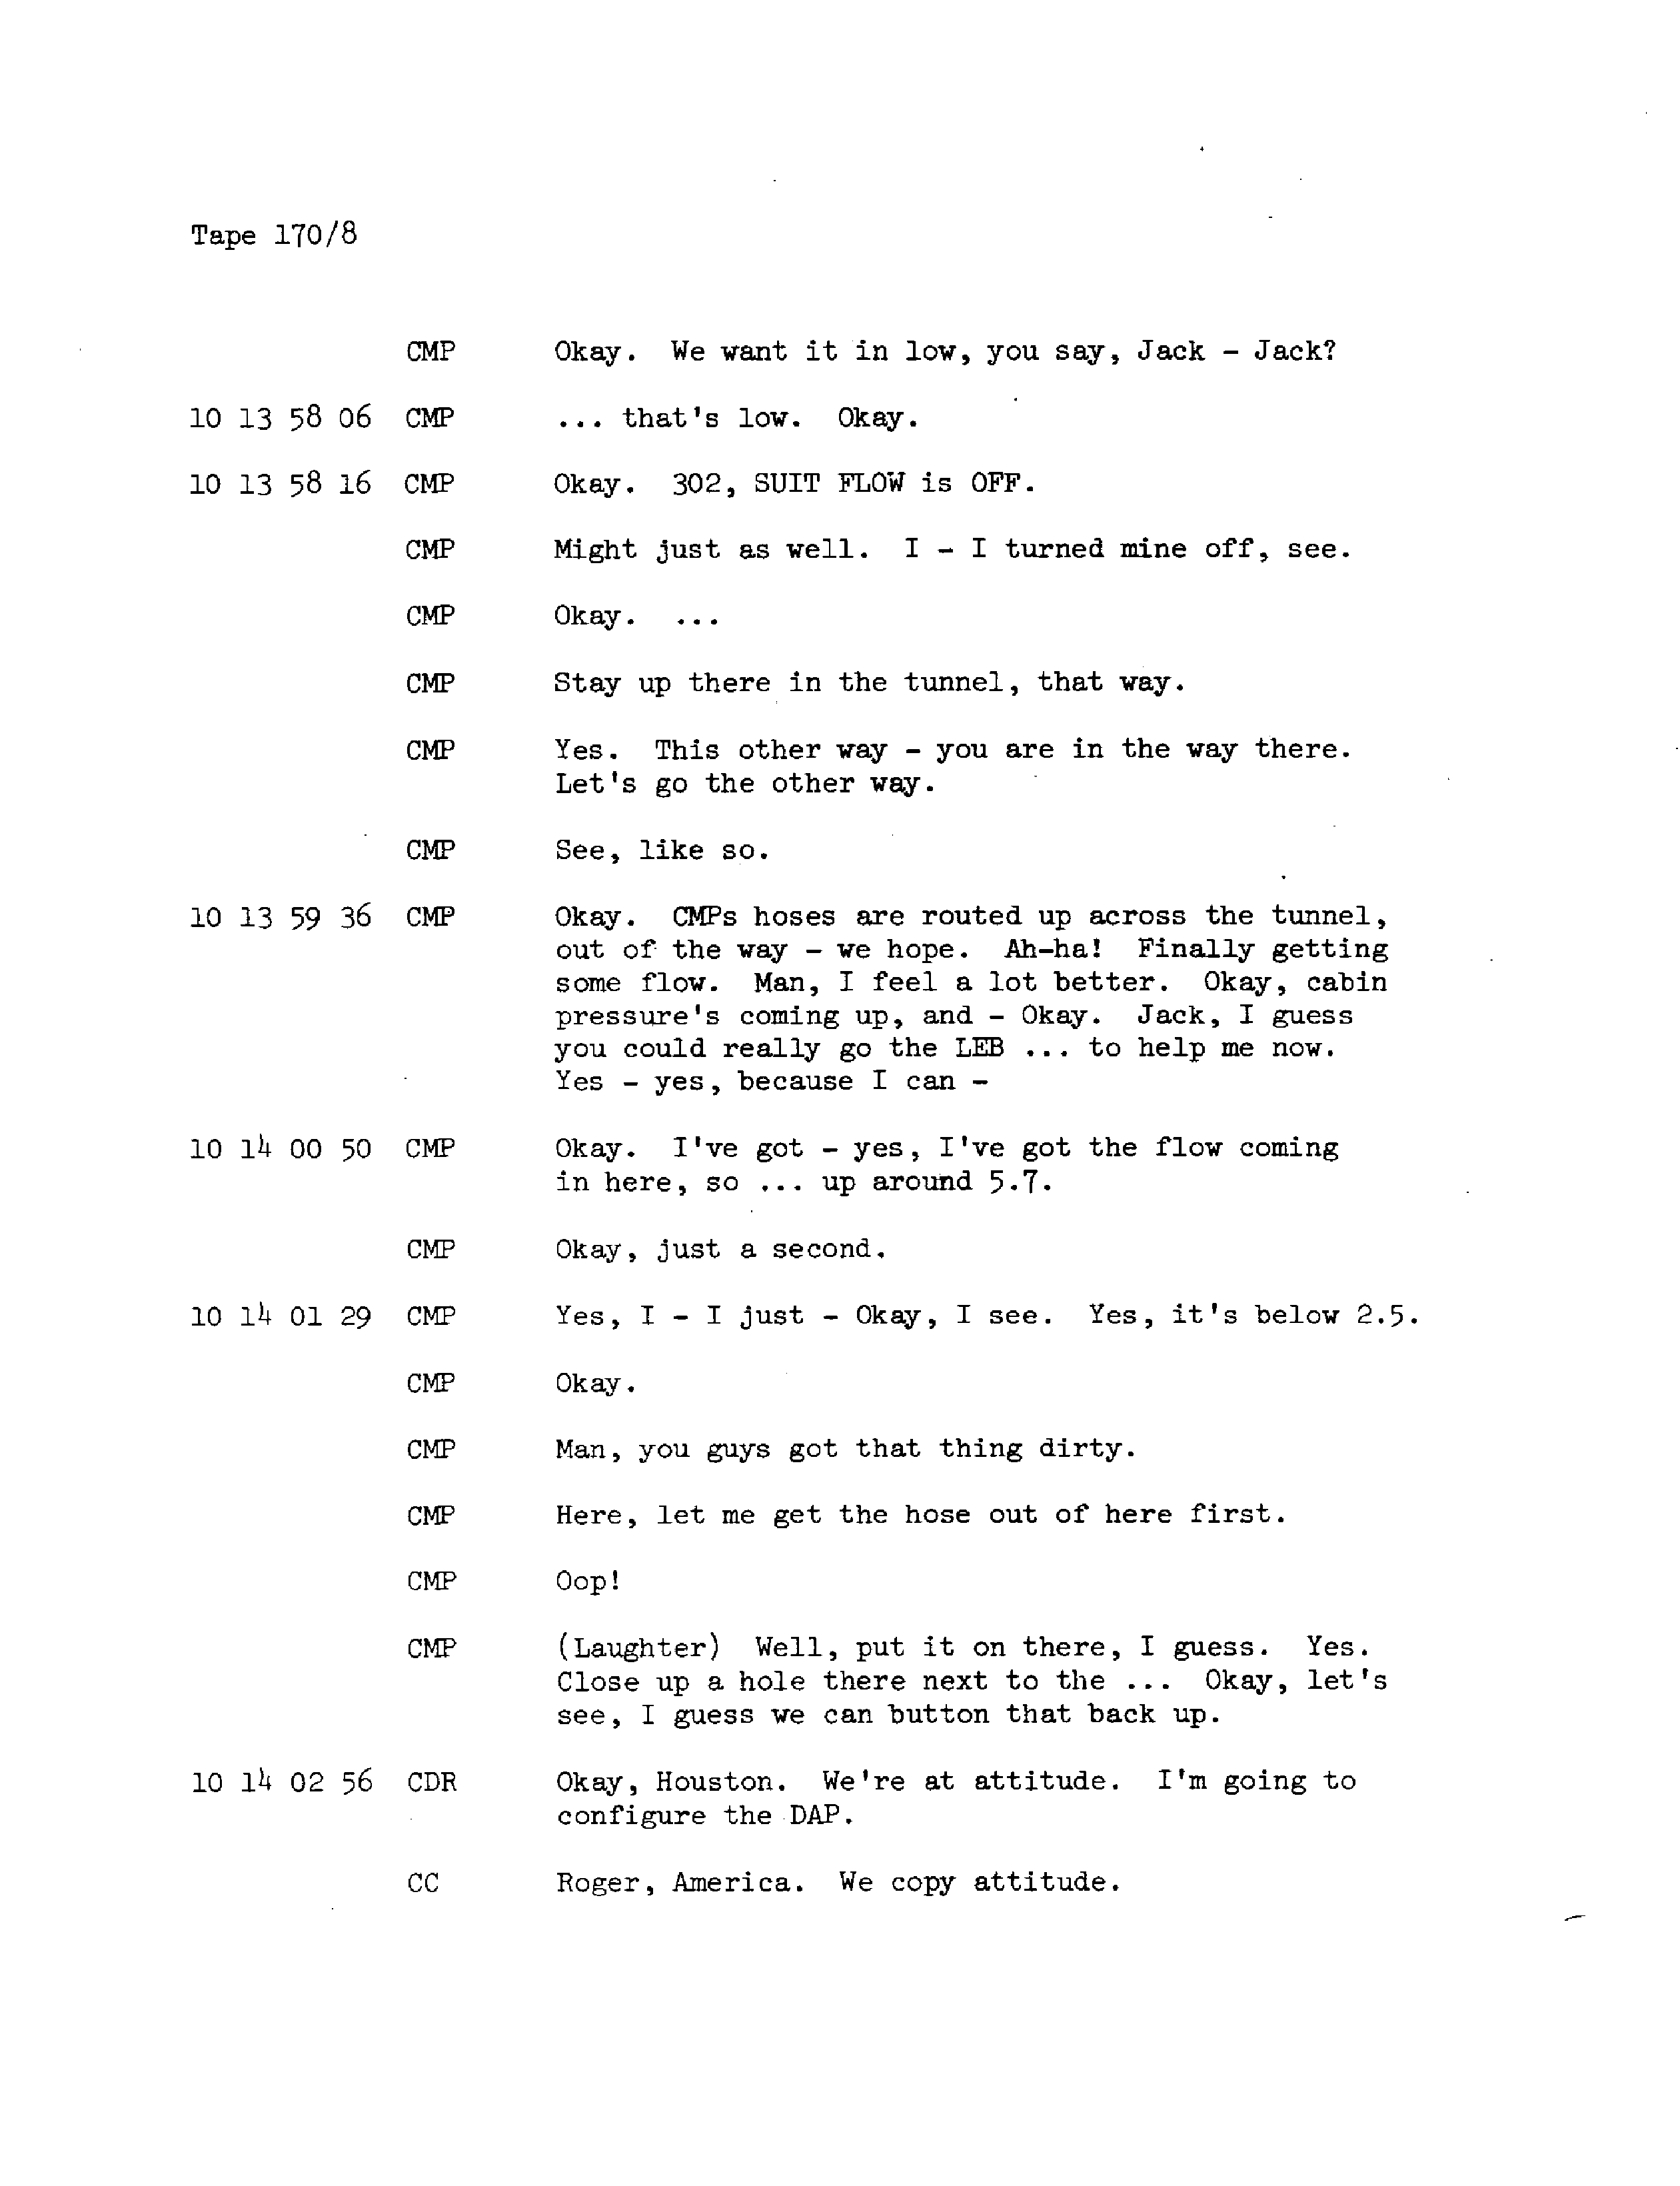 Tape 170/8
CMP Okay. We want it in low, you say, Jack - Jack?
10 13 58 06 CMP ... that's low. Okay.
10 13 58 16 CMP Okay. 302, SUIT FLOW is OFF.
CMP Might just as well. I - I turned mine off, see.
CMP Okay. ...
CMP Stay up there in the tunnel, that way.
CMP Yes. This other way - you are in the way there.
Let's go the other way.
CMP See, like so.
10 13 59 36 CMP Okay. CMPs hoses are routed up across the tunnel,
out of the way - we hope. Ah-ha! Finally getting
some flow. Man, I feel a lot better. Okay, cabin
pressure's coming up, and - Okay. Jack, I guess
you could really go the LEB ... to help me now.
Yes - yes, because I can -
10 14 00 50 CMP Okay. I've got - yes, I've got the flow coming
in here, so ... up around 5.7.
CMP Okay, just a second.
10 14 01 29 CMP Yes, I - I just - Okay, I see. Yes, it's below 2.5.
CMP Okay.
CMP Man, you guys got that thing dirty.
CMP Here, let me get the hose out of here first.
CMP Oop!
CMP (Laughter) Well, put it on there, I guess. Yes.
Close up a hole there next to the ... Okay, let's
see, I guess we can button that back up.
10 14 02 56 CDR Okay, Houston. We're at attitude. I'm going to
configure the DAP.
CC Roger, America. We copy attitude.